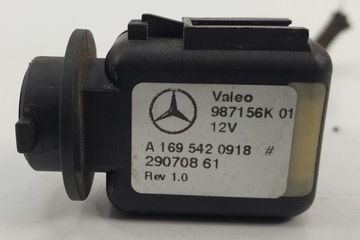 Valeo
987156K 01
12V
A 169 542 0918 #
290708 61
Rev 1.0